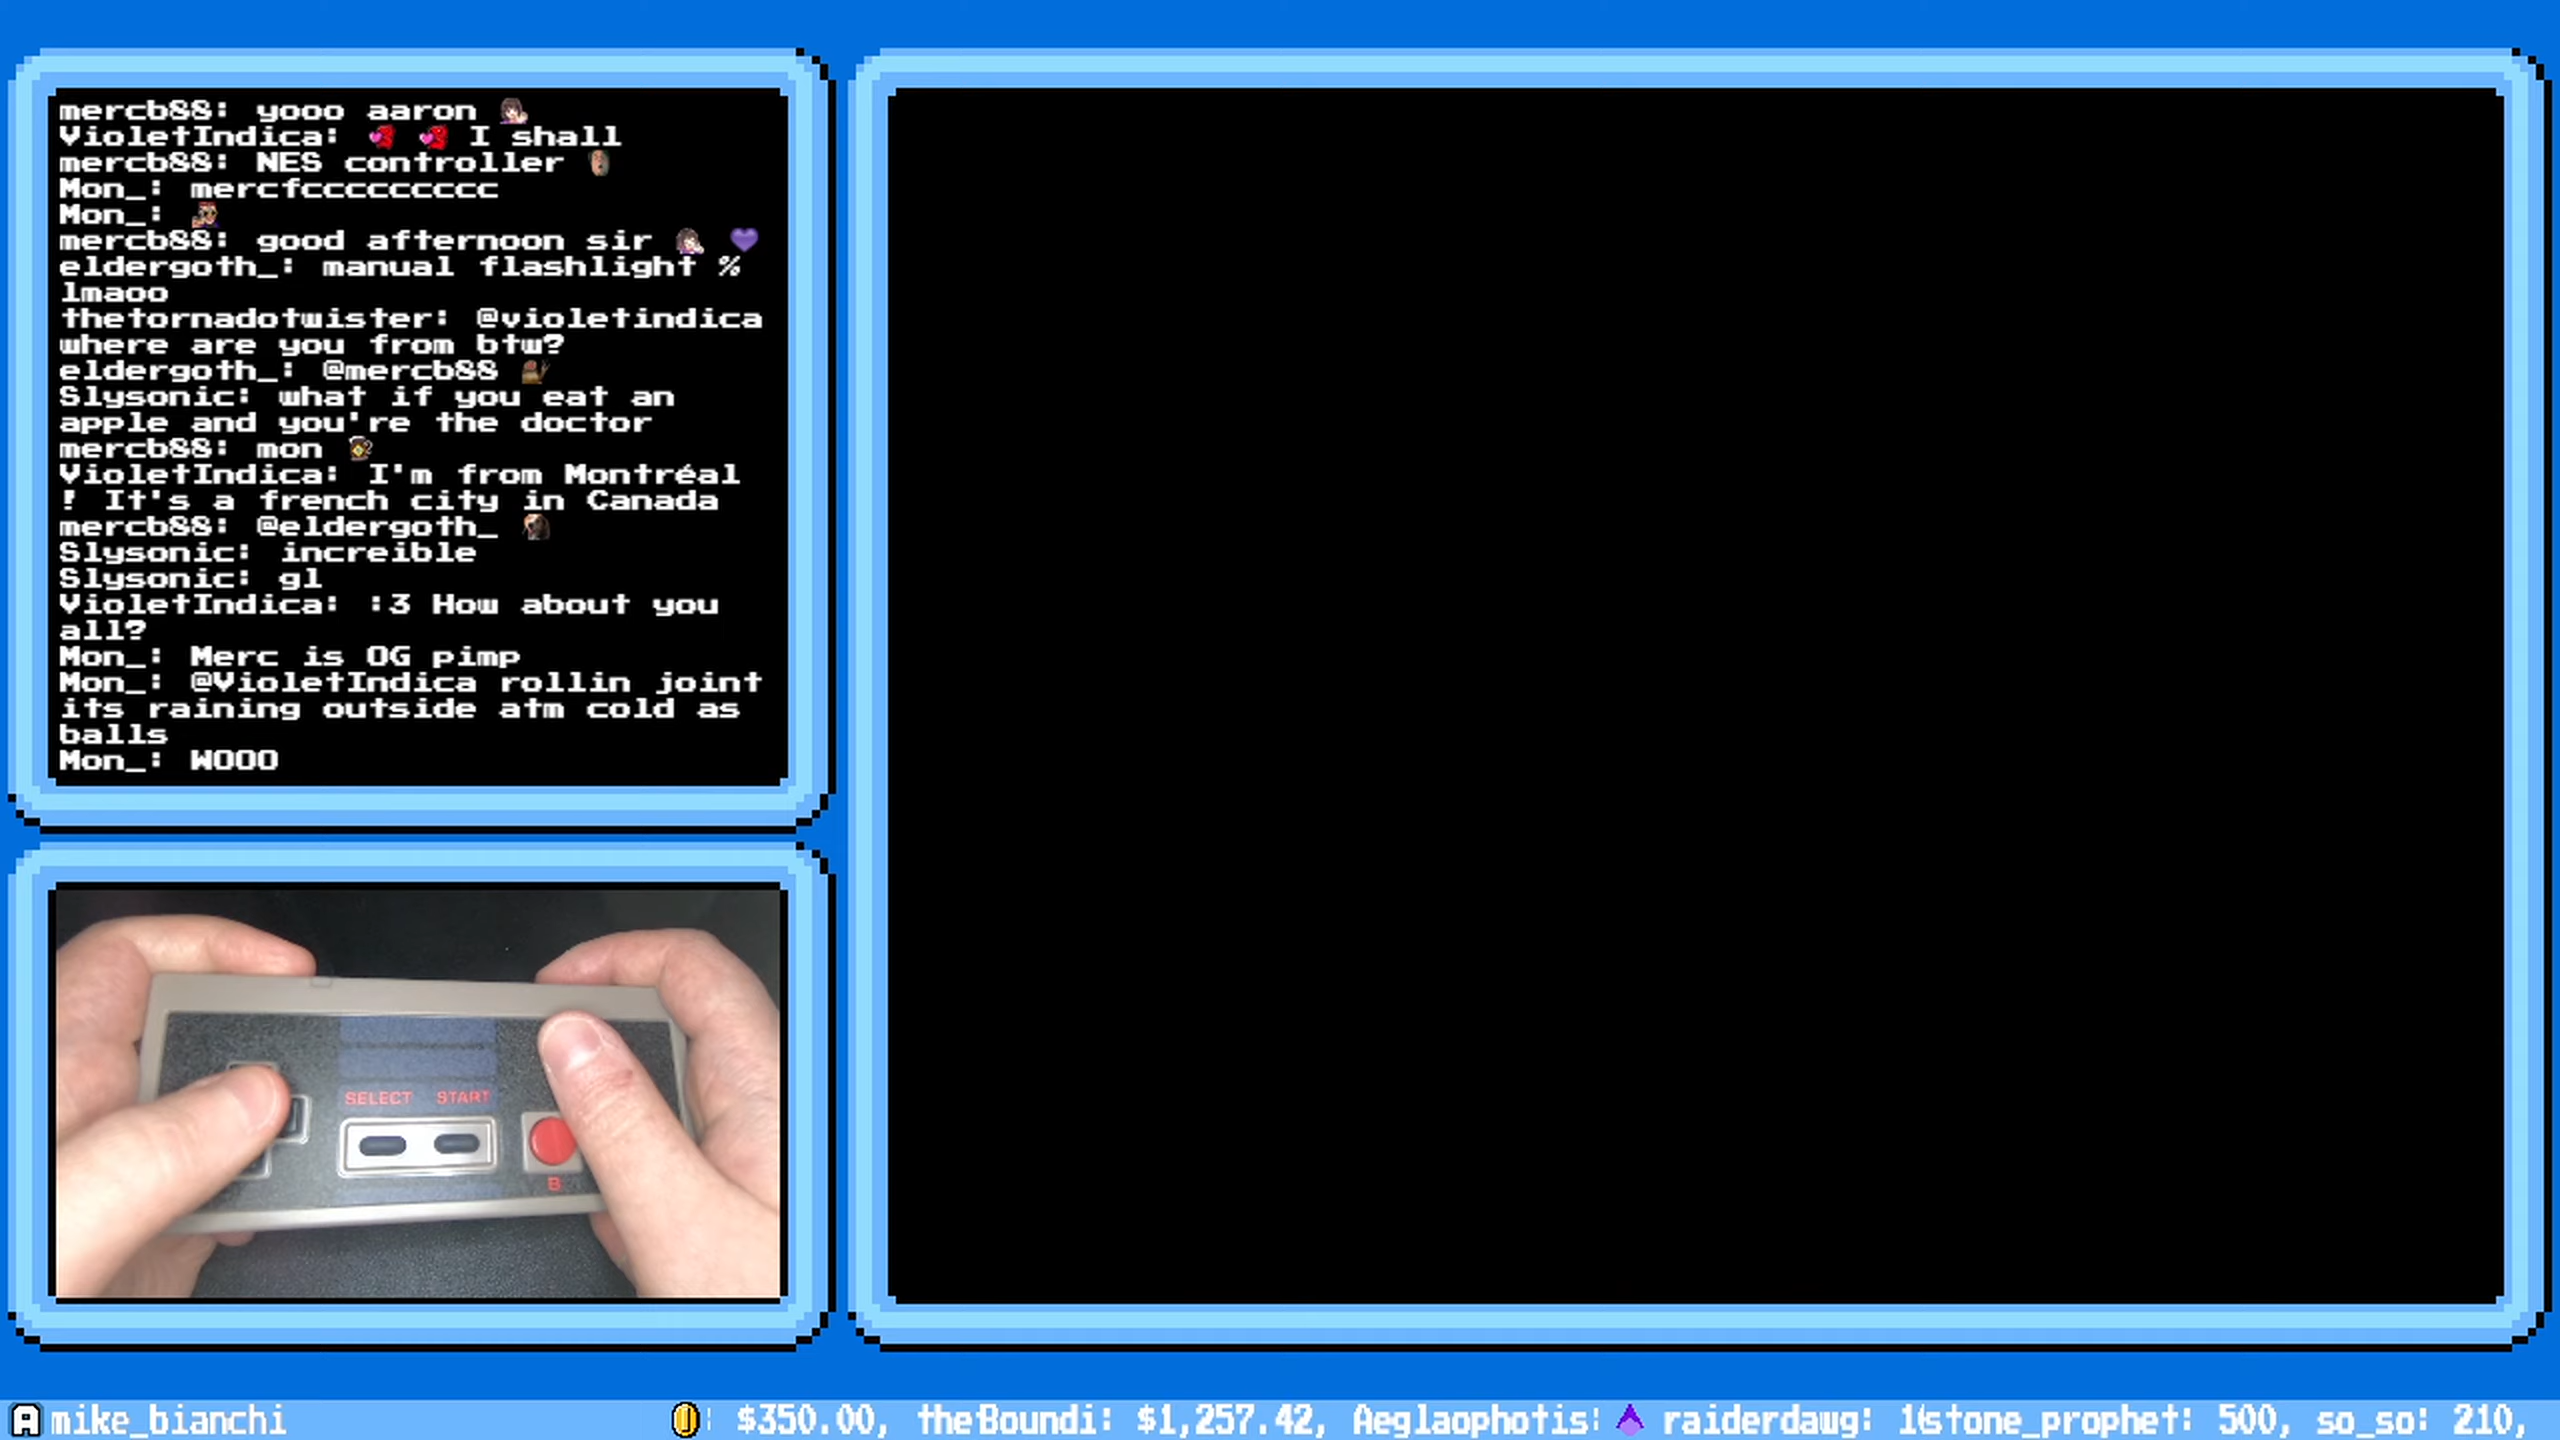 mercb88: yooo aaron
VioletIndica: I shall
mercb88: NES controller
Mon_: mercfcccccccccc
Mon_:
mercb88: good afternoon sir
eldergoth_: manual flashlight %
lmaoo
thetornadotwister: @violetindica
where are you from btw?
eldergoth_: @mercb88
Slysonic: what if you eat an
apple and you're the doctor
mercb88: mon
VioletIndica: I'm from Montréal
! It's a french city in Canada
mercb88: @eldergoth_
Slysonic: increible
Slysonic: gl
VioletIndica: :3 How about you
all?
Mon_: Merc is OG pimp
Mon_: @VioletIndica rollin joint
its raining outside atm cold as
balls
Mon_: WOOO
SELECT START
B
A mike_bianchi
: $350.00, theBoundi: $1,257.42, Aeglaophotis:
raiderdawg: stone_prophet: 500, so_so: 210,